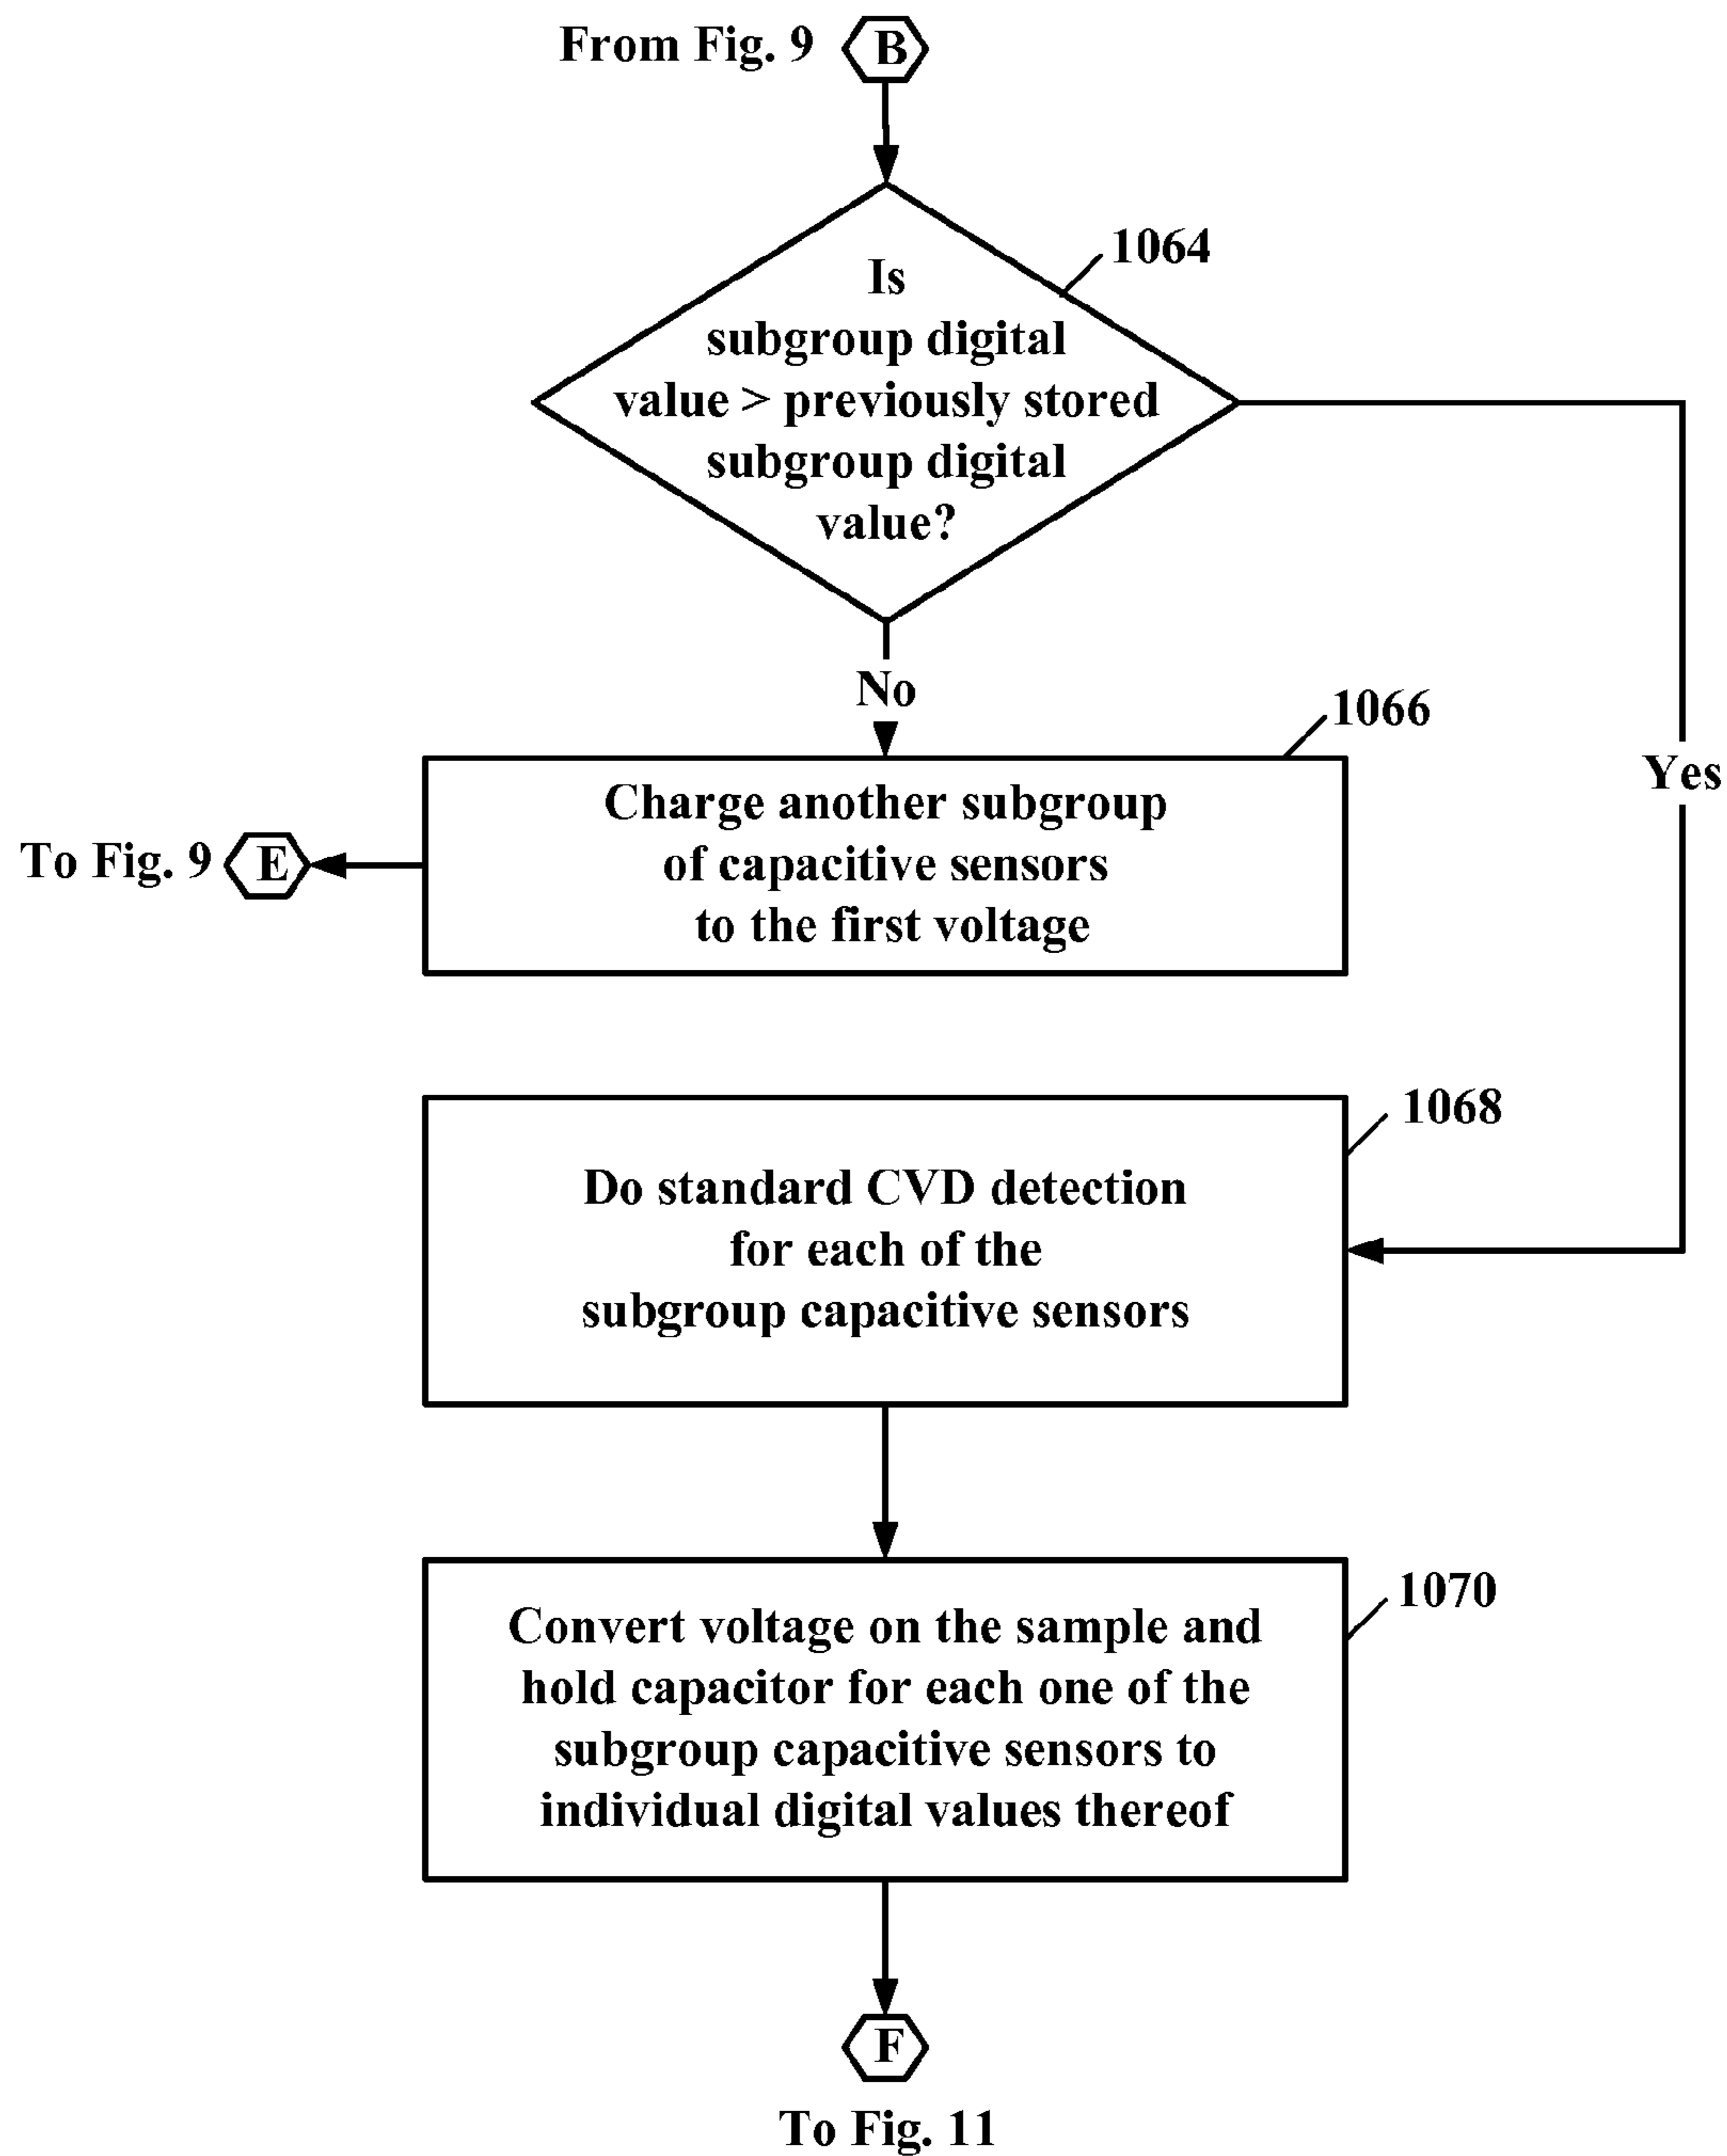 From Fig. 9 B
1064
Is
subgroup digital
value > previously stored
subgroup digital
value?
No
Yes
1066
Charge another subgroup
of capacitive sensors
to the first voltage
To Fig. 9 E
1068
Do standard CVD detection
for each of the
subgroup capacitive sensors
1070
Convert voltage on the sample and
hold capacitor for each one of the
subgroup capacitive sensors to
individual digital values thereof
F
To Fig. 11